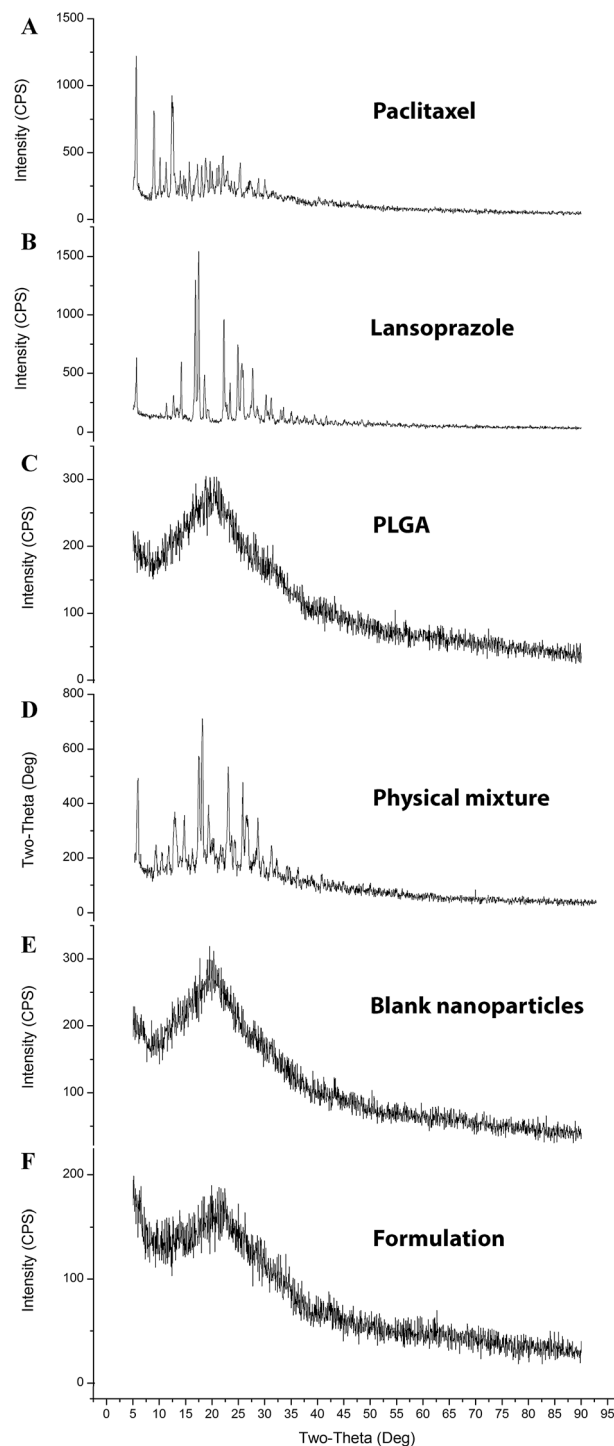 A
1500
1000
500
0
Intensity (CPS)
Paclitaxel
B
1500
1000
500
0
Intensity (CPS)
Lansoprazole
C
300
200
100
0
Intensity (CPS)
PLGA
D
800
600
400
200
0
Two-Theta (Deg)
Physical mixture
E
300
200
100
Intensity (CPS)
Blank nanoparticles
F
200
100
0
Intensity (CPS)
Formulation
0 5 10 15 20 25 30 35 40 45 50 55 60 65 70 75 80 85 90 95
Two-Theta (Deg)